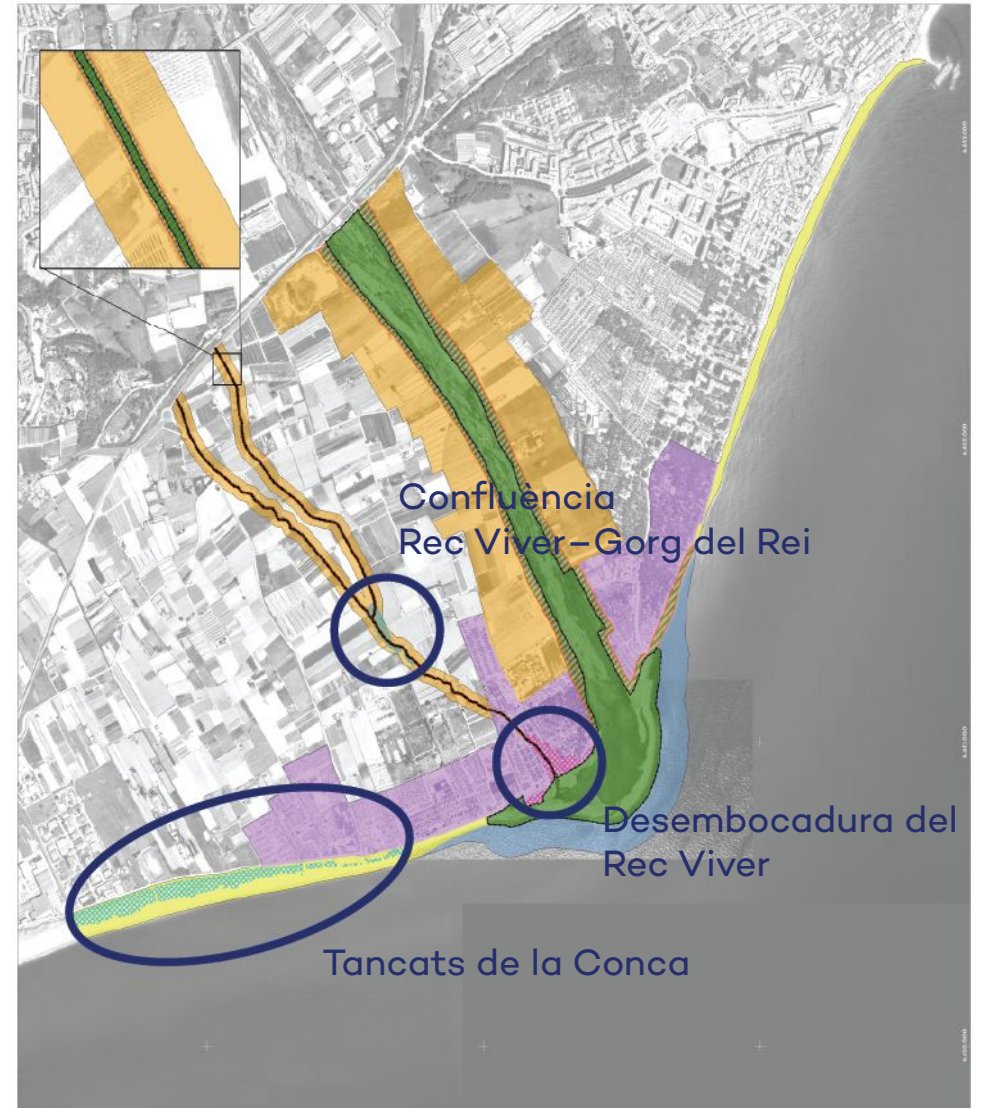 Confluència
Rec Viver–Gorg del Rei
Desembocadura del
Rec Viver
Tancats de la Conca